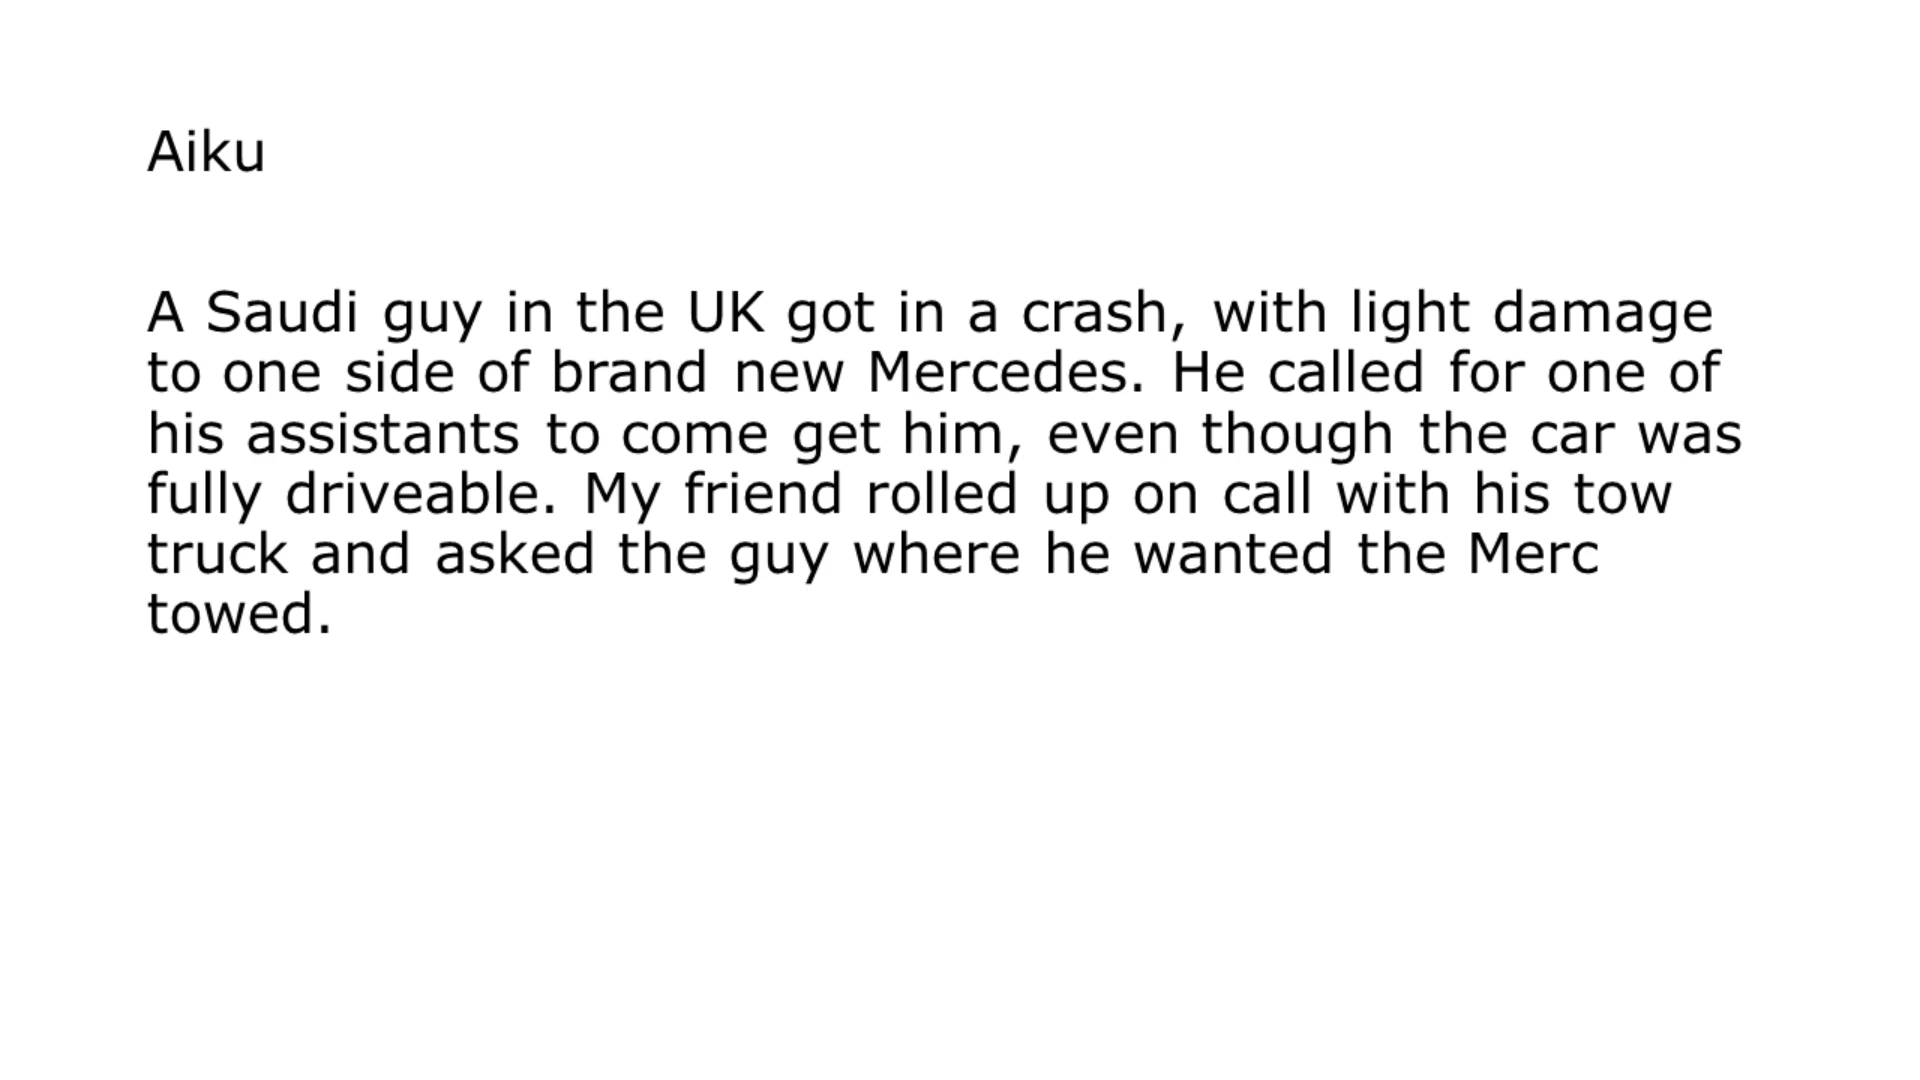 Aiku
A Saudi guy in the UK got in a crash, with light damage
to one side of brand new Mercedes. He called for one of
his assistants to come get him, even though the car was
fully driveable. My friend rolled up on call with his tow
truck and asked the guy where he wanted the Merc
towed.